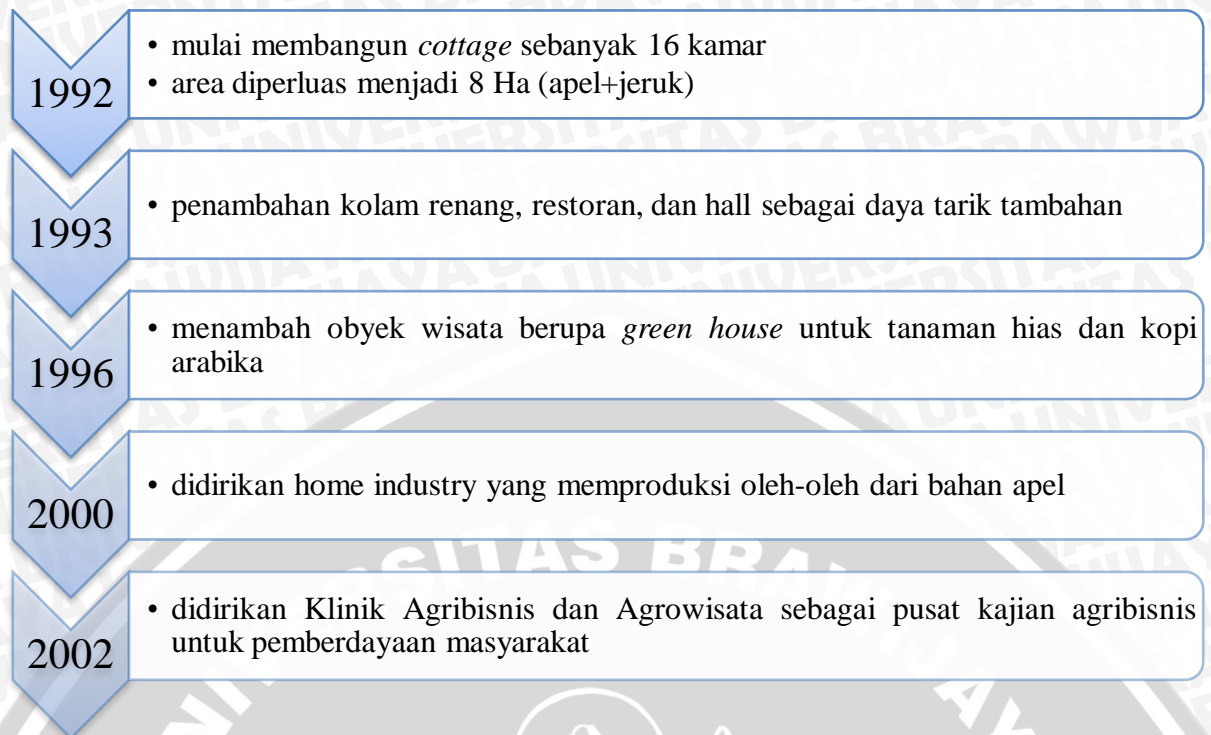 1992
• mulai membangun cottage sebanyak 16 kamar
• area diperluas menjadi 8 Ha (apel+jeruk)
1993
• penambahan kolam renang, restoran, dan hall sebagai daya tarik tambahan
1996
• menambah obyek wisata berupa green house untuk tanaman hias dan kopi
arabika
2000
• didirikan home industry yang memproduksi oleh-oleh dari bahan apel
2002
• didirikan Klinik Agribisnis dan Agrowisata sebagai pusat kajian agribisnis
untuk pemberdayaan masyarakat